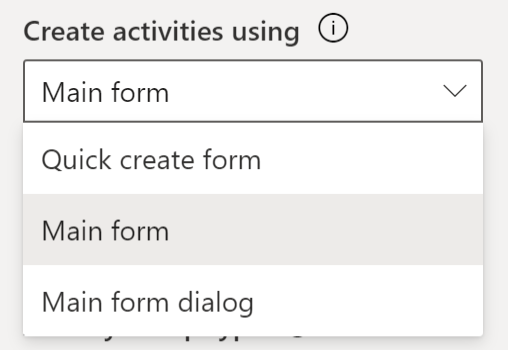 Create activities using
Main form
Quick create form
Main form
Main form dialog